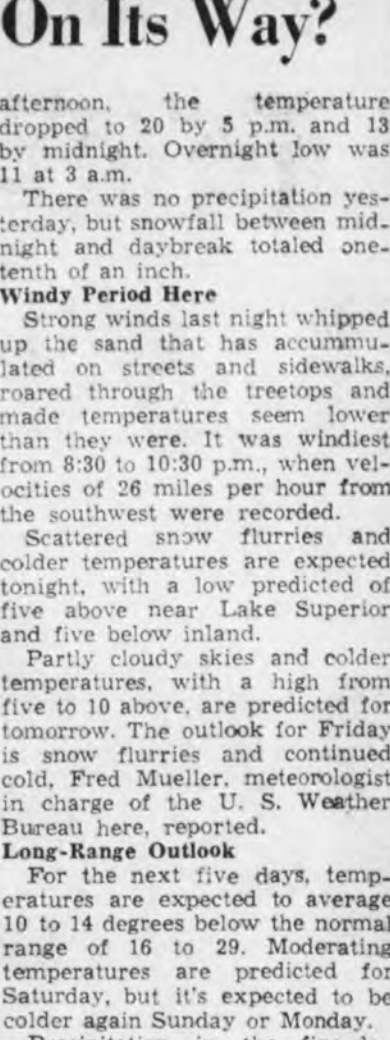 On Its Way?
afternoon, the temperature
dropped to 20 by 5 p.m. and 13
by midnight. Overnight low was
11 at 3 a.m.
There was no precipitation yes-
terday, but snowfall between mid-
night and daybreak totaled one-
tenth of an inch.
Windy Period Here
Strong winds last night whipped
up the sand that has accummu-
lated on streets and sidewalks,
roared through the treetops and
made temperatures seem lower
than they were. It was windiest
from 8:30 to 10:30 p.m., when vel-
ocities of 26 miles per hour from
the southwest were recorded.
Scattered snow flurries and
colder temperatures are expected
tonight, with a low predicted of
five above near Lake Superior
and five below inland.
Partly cloudy skies and colder
temperatures, with a high from
five to 10 above, are predicted for
tomorrow. The outlook for Friday
is snow flurries and continued
cold, Fred Mueller, meteorologist
in charge of the U. S. Weather
Bureau here, reported.
Long-Range Outlook
For the next five days, temp-
eratures are expected to average
10 to 14 degrees below the normal
range of 16 to 29. Moderating
temperatures are predicted for
Saturday, but it's expected to be
colder again Sunday or Monday.